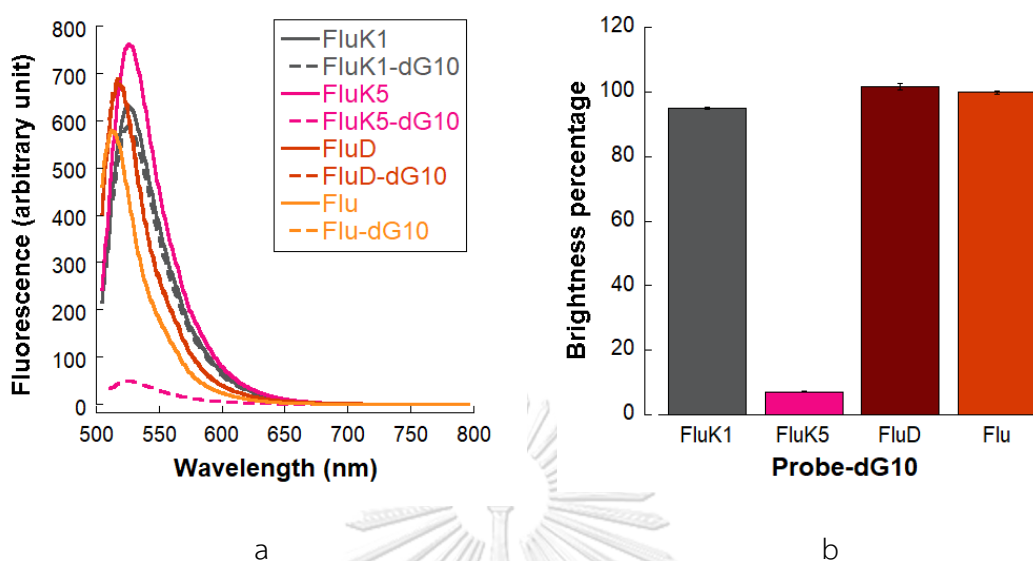 800
700
600
500
400
300
200
100
0
Fluorescence (arbitrary unit)
FluK1
FluK1-dG10
FluK5
FluK5-dG10
FluD
FluD-dG10
Flu
Flu-dG10
500 550 600 650 700 750 800
Wavelength (nm)
a
120
100
80
60
40
20
0
Brightness percentage
FluK1 FluK5 FluD Flu
Probe-dG10
b